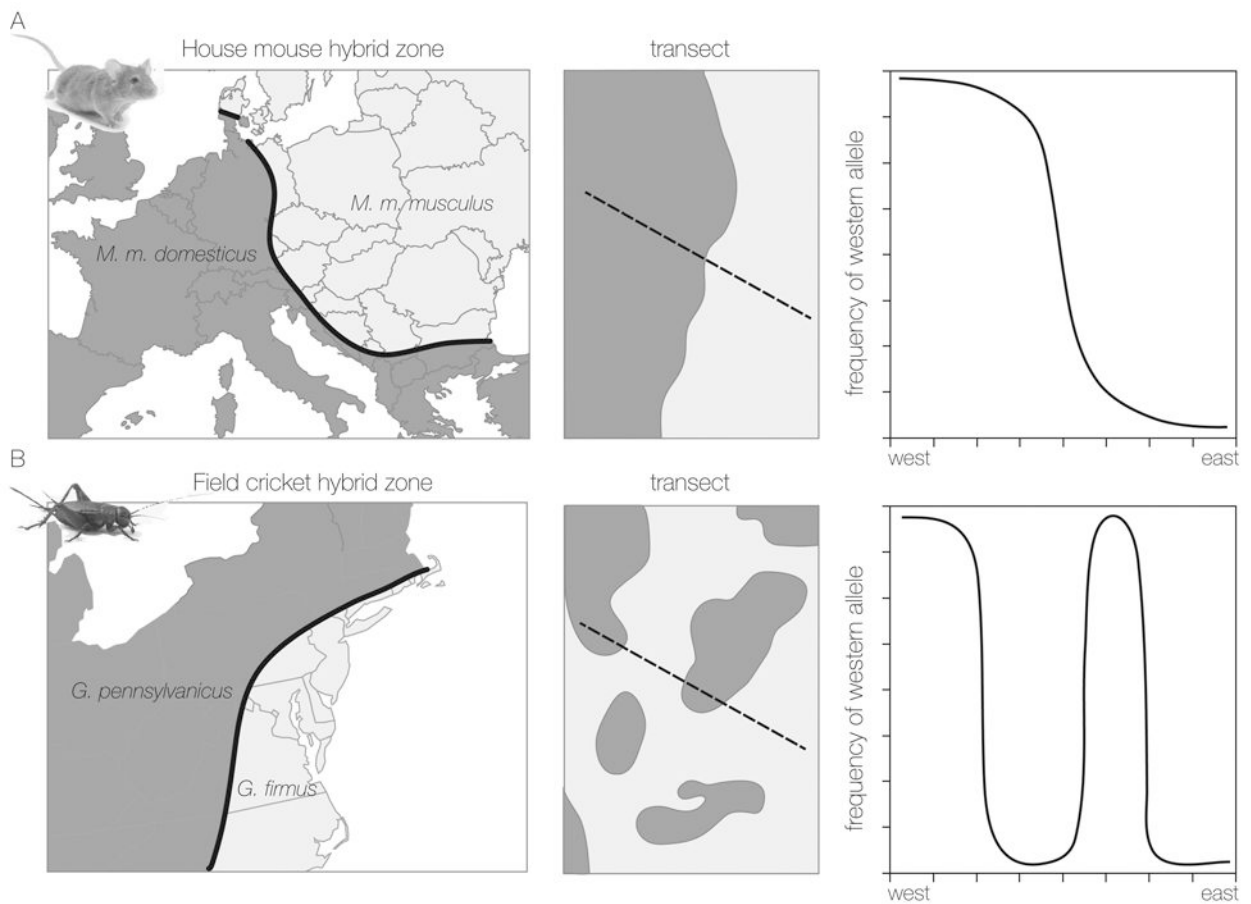 A
House mouse hybrid zone
transect
M. m. musculus
M. m. domesticus
frequency of western allele
west
east
B
Field cricket hybrid zone
transect
G. pennsylvanicus
G. firmus
frequency of western allele
west
east